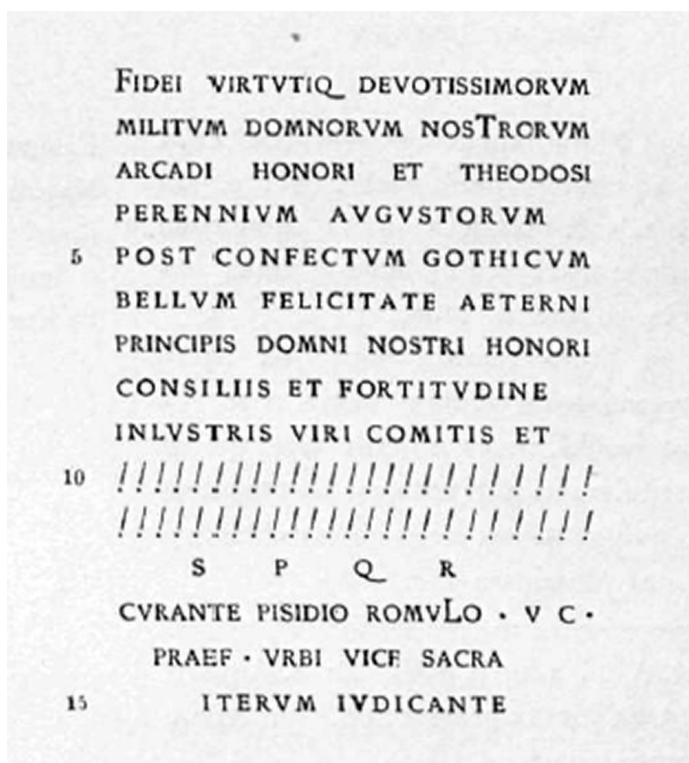 FIDEI VIRTVTIQ DEVOTISSIMORVM
MILITVM DOMNORVM NOSTRORVM
ARCADI HONORI ET THEODOSI
PERENNIVM AVGVSTORVM
5 POST CONFECTVM GOTHICVM
BELLVM FELICITATE AETERNI
PRINCIPIS DOMNI NOSTRI HONORI
CONSILIIS ET FORTITVDINE
INLVSTRIS VIRI COMITIS ET
10 !!!!!!!!!!!!!!!!!!!!!!!!
!!!!!!!!!!!!!!!!!!!!!!!!
S P Q R
CVRANTE PISIDIO ROMVLO · V C ·
PRAEF · VRBI VICE SACRA
15 ITERVM IVDICANTE